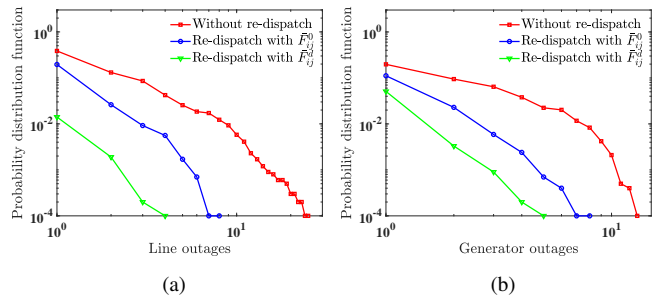 Probability distribution function
10^0
10^-2
10^-4
10^0
10^1
Line outages
Without re-dispatch
Re-dispatch with F̄^0_ij
Re-dispatch with F̄^d_ij
(a)
Probability distribution function
10^0
10^-2
10^-4
10^0
10^1
Generator outages
Without re-dispatch
Re-dispatch with F̄^0_ij
Re-dispatch with F̄^d_ij
(b)